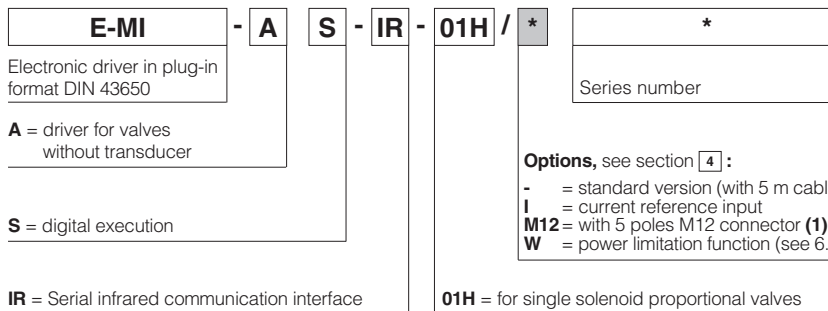 E-MI - A S - IR - 01H / * *
Electronic driver in plug-in
format DIN 43650
Series number
A = driver for valves
without transducer
Options, see section 4 :
- = standard version (with 5 m cabl
I = current reference input
M12 = with 5 poles M12 connector (1)
S = digital execution
W = power limitation function (see 6.
IR = Serial infrared communication interface
01H = for single solenoid proportional valves